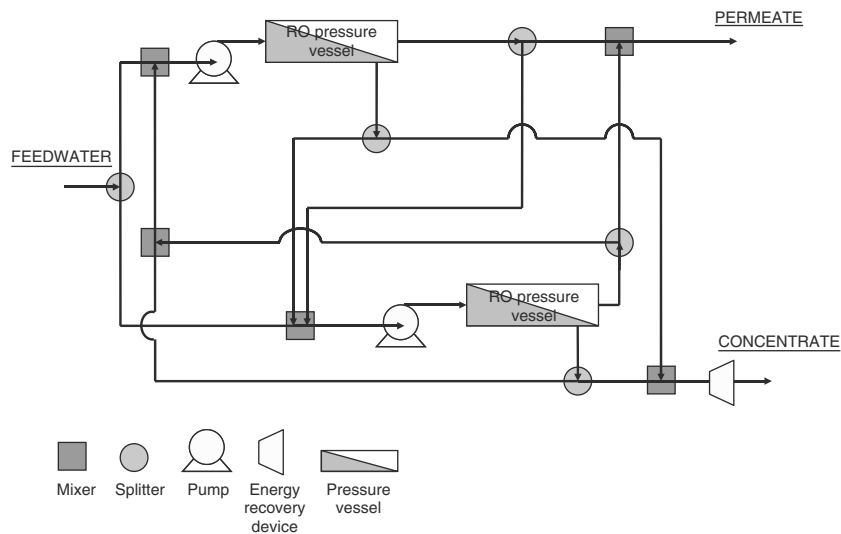 PERMEATE
RO pressure
vessel
FEEDWATER
RO pressure
vessel
CONCENTRATE
Mixer
Splitter
Pump
Energy
recovery
device
Pressure
vessel